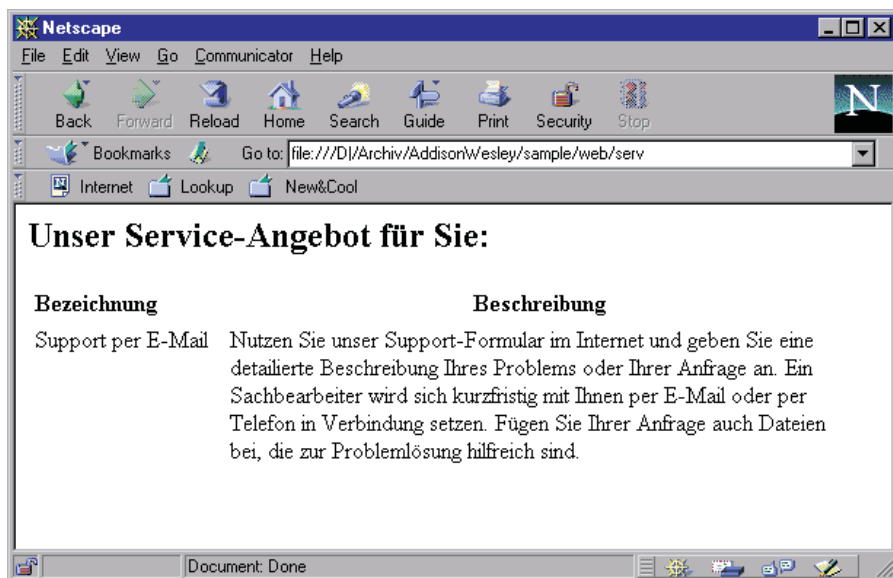 Netscape
File Edit View Go Communicator Help
Back Forward Reload Home Search Guide Print Security Stop
N
Bookmarks Go to: file:///D|/Archiv/AddisonWesley/sample/web/serv
Internet Lookup New&Cool
Unser Service-Angebot für Sie:
Bezeichnung Beschreibung
Support per E-Mail Nutzen Sie unser Support-Formular im Internet und geben Sie eine
detailierte Beschreibung Ihres Problems oder Ihrer Anfrage an. Ein
Sachbearbeiter wird sich kurzfristig mit Ihnen per E-Mail oder per
Telefon in Verbindung setzen. Fügen Sie Ihrer Anfrage auch Dateien
bei, die zur Problemlösung hilfreich sind.
Document: Done